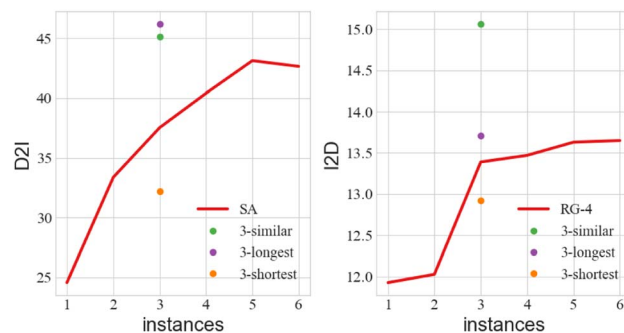 D2I
45
40
35
30
25
SA
3-similar
3-longest
3-shortest
1 2 3 4 5 6
instances
I2D
15.0
14.5
14.0
13.5
13.0
12.5
12.0
RG-4
3-similar
3-longest
3-shortest
1 2 3 4 5 6
instances